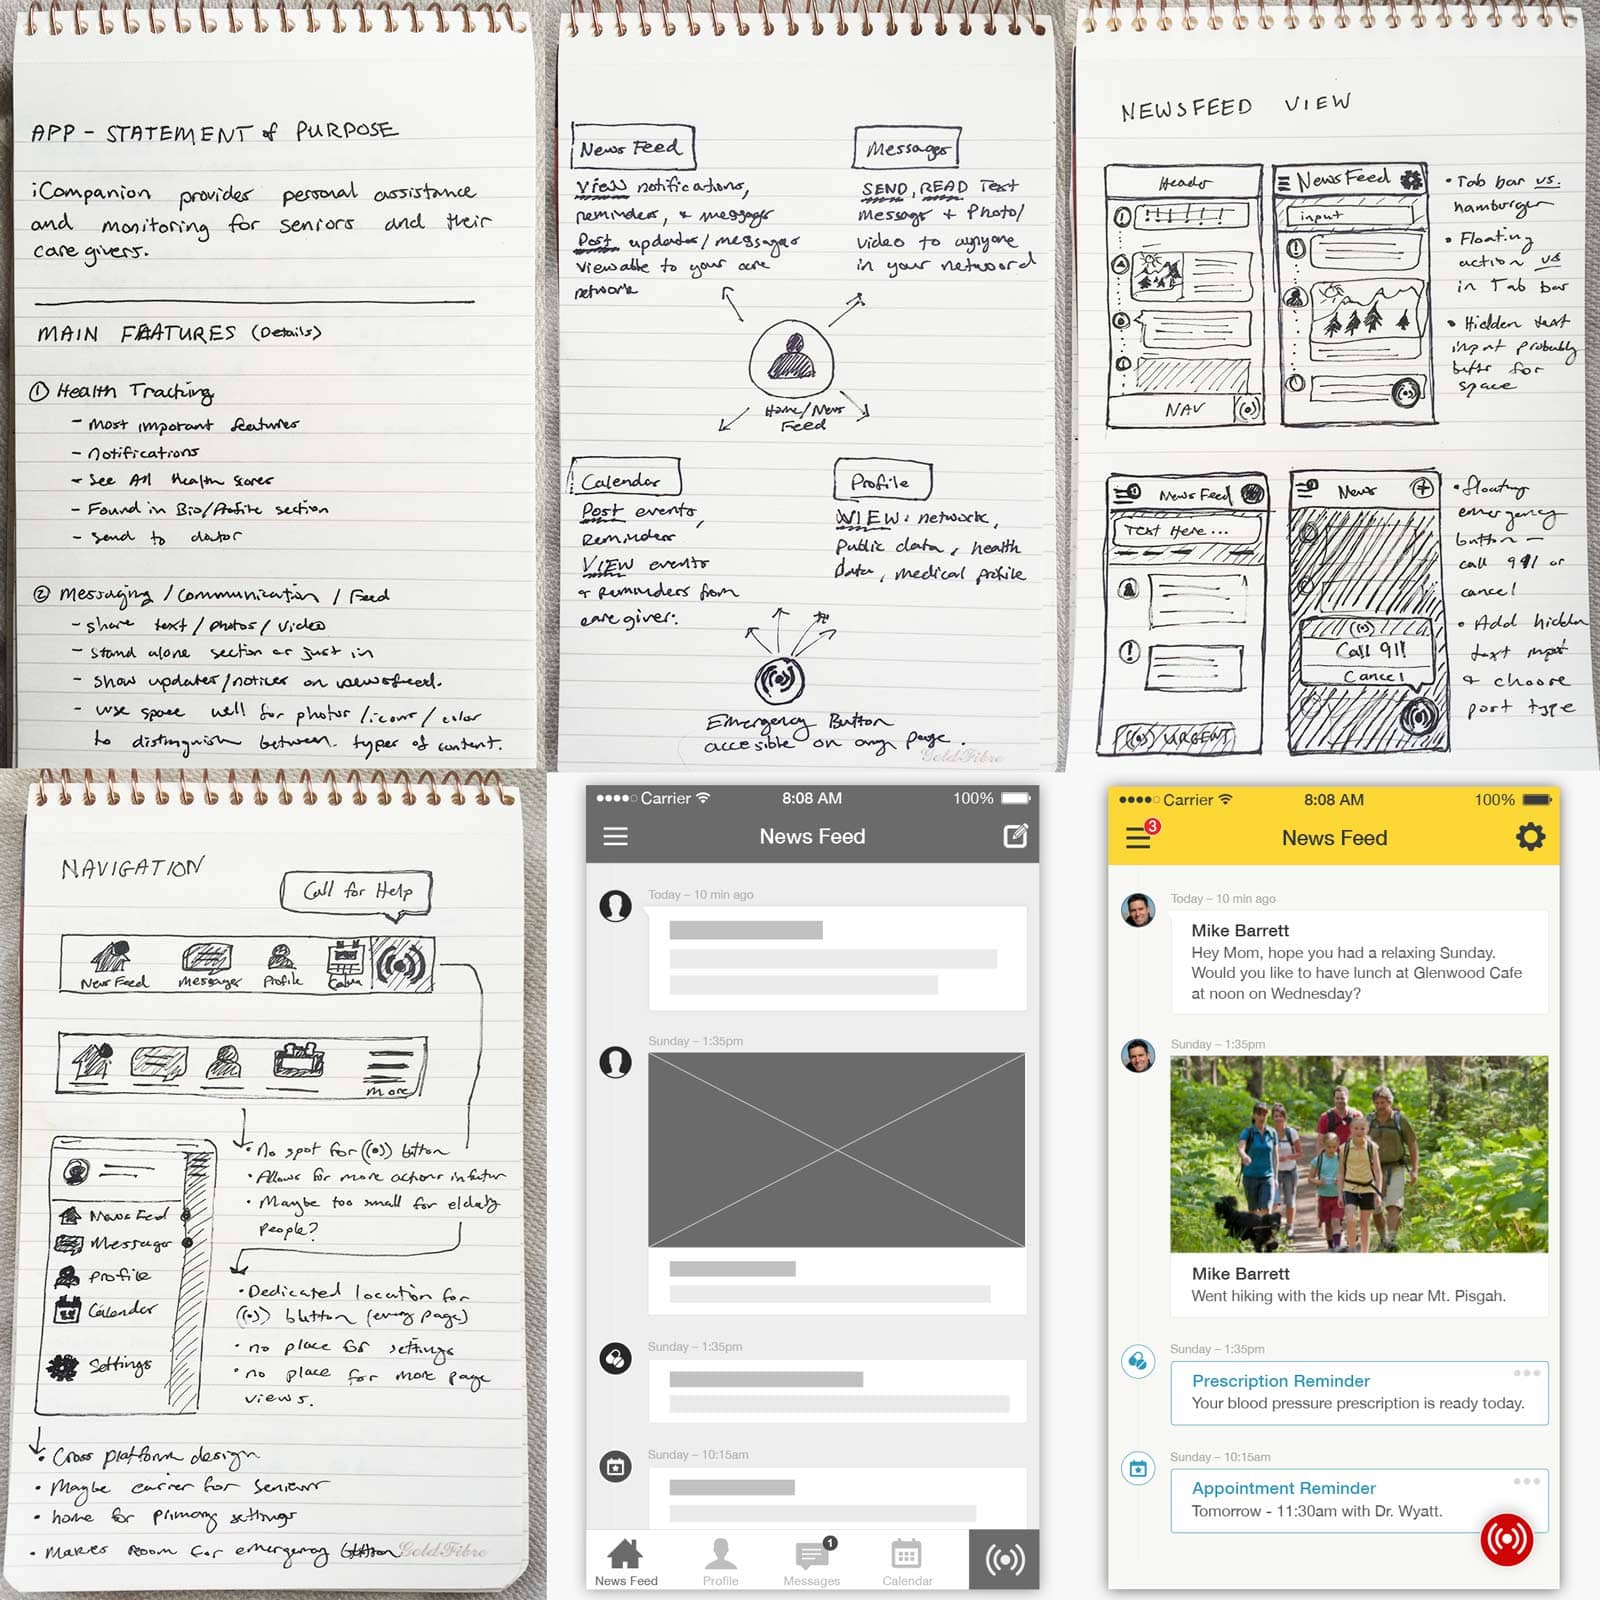 APP - STATEMENT of PURPOSE
iCompanion provides personal assistance
and monitoring for seniors and their
care givers.
MAIN FEATURES (Details)
① Health Tracking
- Most important features
- Notifications
- See All Health Scores
- Found in Bio/Profile section
- Send to doctor
② Messaging / Communication / Feed
- Share text / photos / video
- Stand alone section or just in
- Show updates/notices on newsfeed.
- Use space well for photos / icons / color
to distinguish between types of content.
News Feed
VIEW notifications,
reminders, & messages
Post updates/messages
viewable to your care
network
Messages
SEND, READ Text
Message + Photo/
video to anyone
in your network
Home/News
Feed
Calendar
Post events,
Reminders
VIEW events
& Reminders from
care giver.
Profile
VIEW: network,
Public data, health
data, medical profile
Emergency Button
accesible on any page.
GoldFibre
NEWSFEED VIEW
Header
NAV
News Feed
input
• Tab bar vs.
hamburger
• Floating
action vs
in Tab bar
• Hidden text
input probably
better for
space
News Feed
Text Here ...
((•)) URGENT
News
Call 911
Cancel
• floating
emergency
button —
call 911 or
cancel
• Add hidden
text input
& choose
post type
NAVIGATION
Call for Help
News Feed
Messages
Profile
More
• No spot for ((•)) button
• Allows for more actions in futur
• Maybe too small for elderly
People?
News Feed
Messages
Profile
Calendar
Settings
• Dedicated location for
((•)) button (every page)
• no place for settings
• no place for more page
views.
• Cross platform design
• Maybe easier for seniors
• home for primary settings
• Makes room for emergency button
GoldFibre
Carrier 8:08 AM 100%
News Feed
Today – 10 min ago
Sunday – 1:35pm
Sunday – 1:35pm
Sunday – 10:15am
1
News Feed Profile Messages Calendar
Carrier 8:08 AM 100%
3
News Feed
Today – 10 min ago
Mike Barrett
Hey Mom, hope you had a relaxing Sunday.
Would you like to have lunch at Glenwood Cafe
at noon on Wednesday?
Sunday – 1:35pm
Mike Barrett
Went hiking with the kids up near Mt. Pisgah.
Sunday – 1:35pm
Prescription Reminder
Your blood pressure prescription is ready today.
Sunday – 10:15am
Appointment Reminder
Tomorrow - 11:30am with Dr. Wyatt.